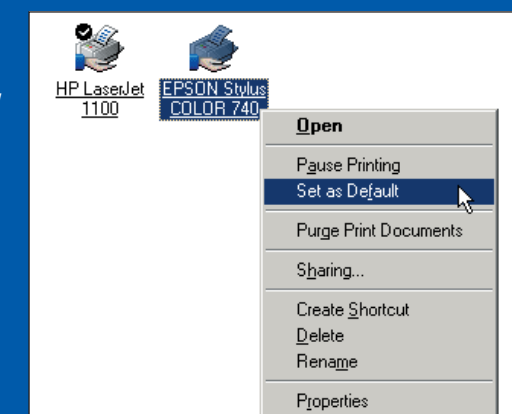 HP LaserJet
1100
EPSON Stylus
COLOR 740
Open
Pause Printing
Set as Default
Purge Print Documents
Sharing...
Create Shortcut
Delete
Rename
Properties